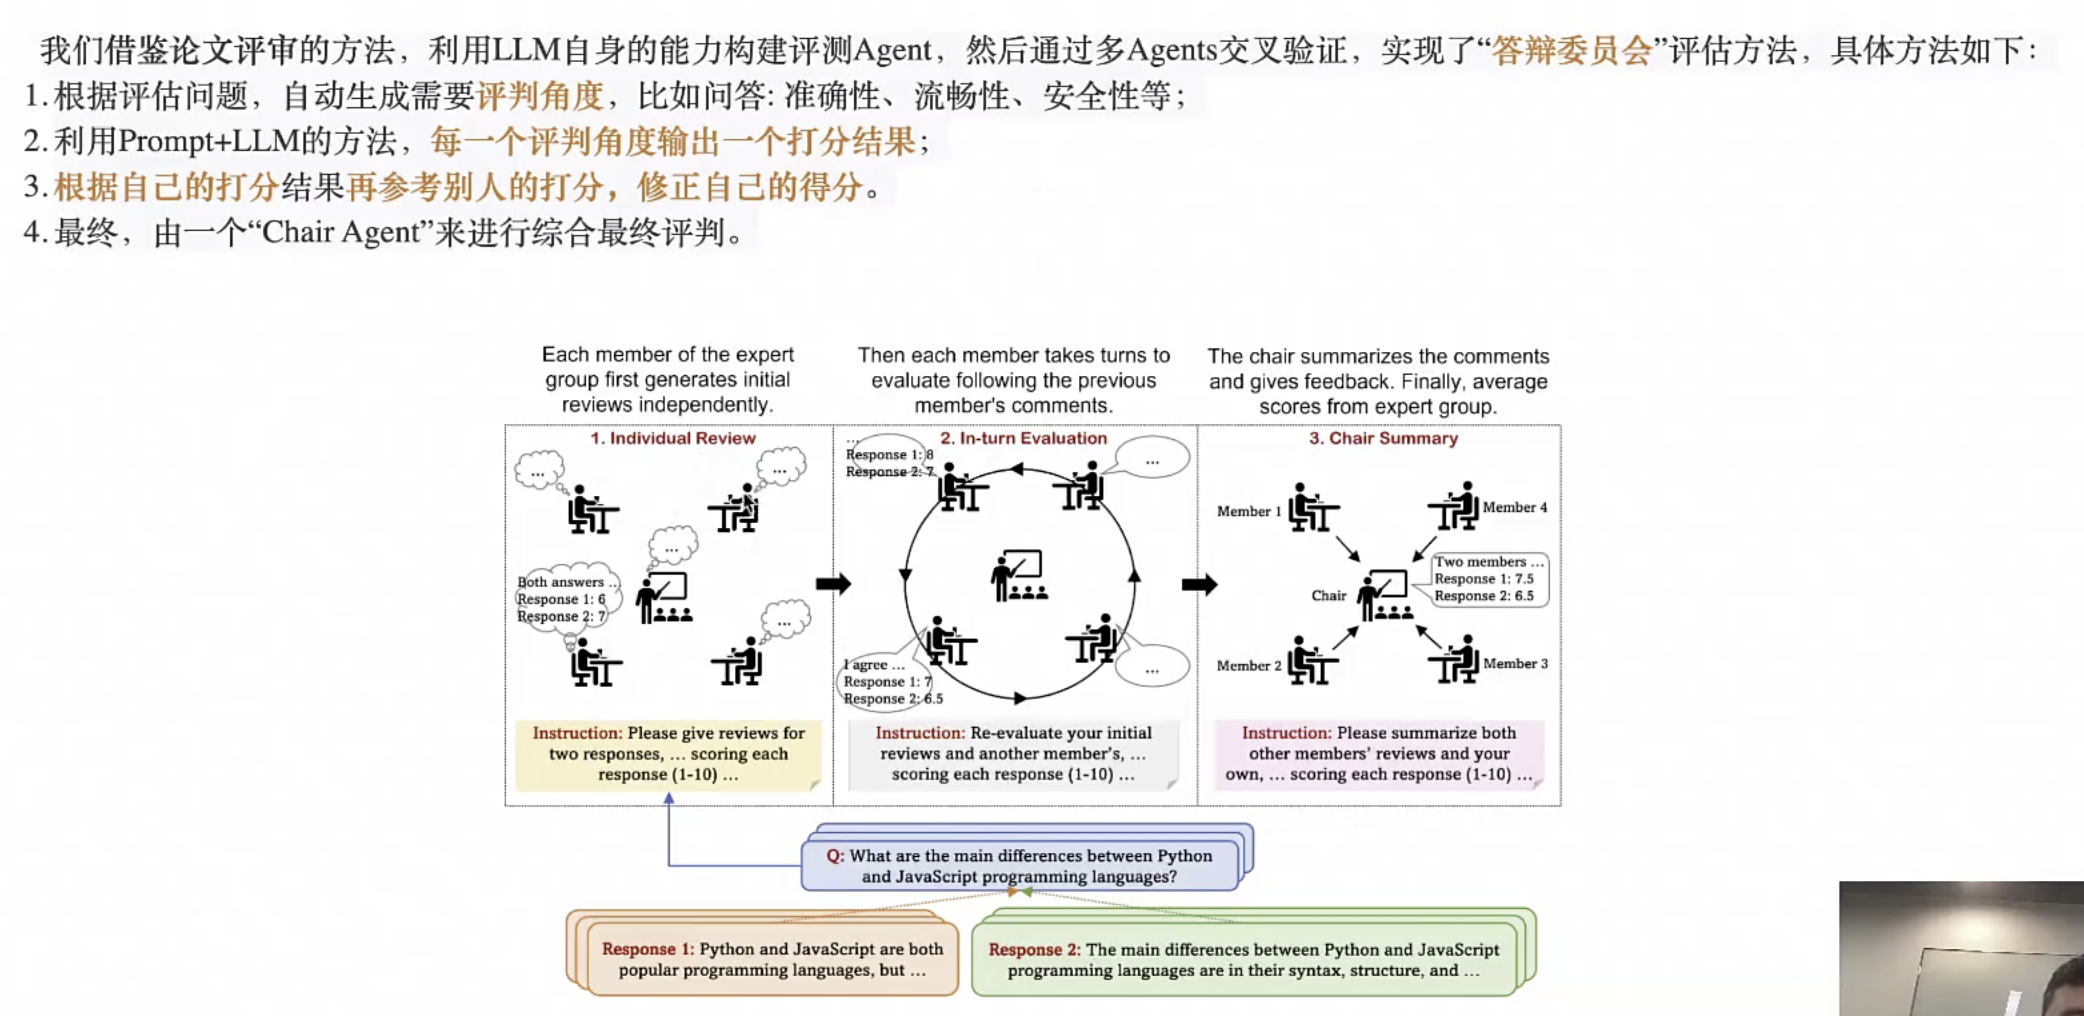 我们借鉴论文评审的方法，利用LLM自身的能力构建评测Agent，然后通过多Agents交叉验证，实现了“答辩委员会”评估方法，具体方法如下：
1.根据评估问题，自动生成需要评判角度，比如问答: 准确性、流畅性、安全性等；
2.利用Prompt+LLM的方法，每一个评判角度输出一个打分结果；
3.根据自己的打分结果再参考别人的打分，修正自己的得分。
4.最终，由一个“Chair Agent”来进行综合最终评判。
Each member of the expert
group first generates initial
reviews independently.
Then each member takes turns to
evaluate following the previous
member's comments.
The chair summarizes the comments
and gives feedback. Finally, average
scores from expert group.
1. Individual Review
...
...
...
Both answers ...
Response 1: 6
Response 2: 7
...
Instruction: Please give reviews for
two responses, ... scoring each
response (1-10) ...
2. In-turn Evaluation
...
Response 1: 8
Response 2: 7
...
I agree ...
Response 1: 7
Response 2: 6.5
...
Instruction: Re-evaluate your initial
reviews and another member's, ...
scoring each response (1-10) ...
3. Chair Summary
Member 1
Member 4
Two members ...
Response 1: 7.5
Response 2: 6.5
Chair
Member 2
Member 3
Instruction: Please summarize both
other members' reviews and your
own, ... scoring each response (1-10) ...
Q: What are the main differences between Python
and JavaScript programming languages?
Response 1: Python and JavaScript are both
popular programming languages, but ...
Response 2: The main differences between Python and JavaScript
programming languages are in their syntax, structure, and ...